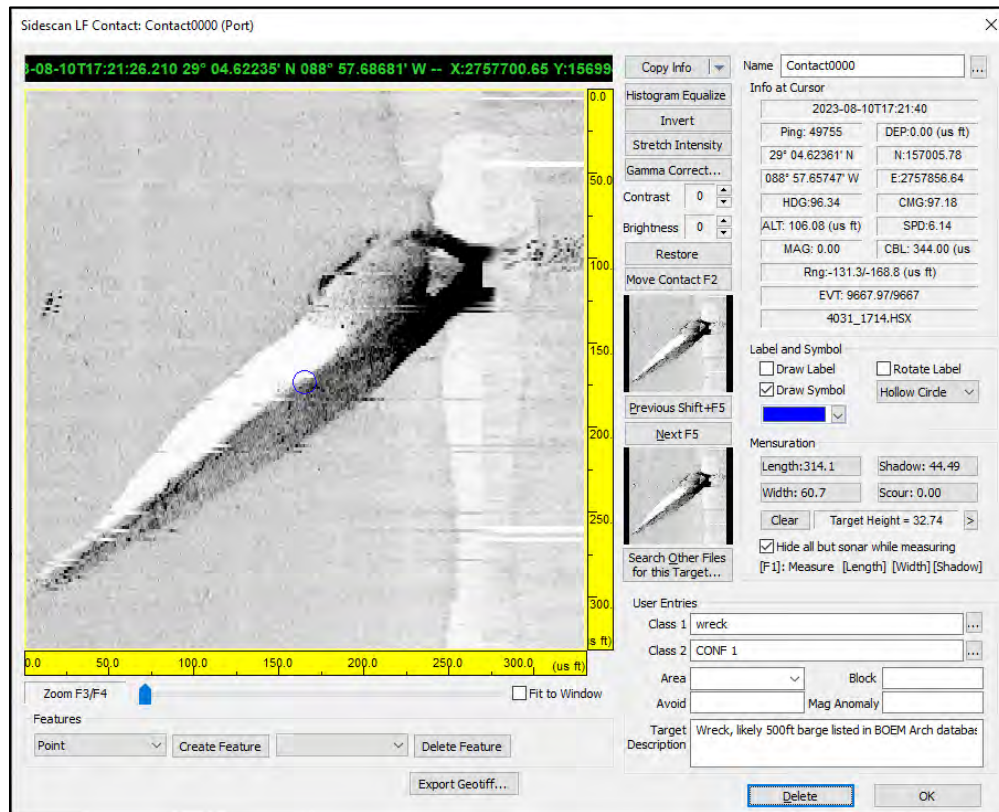 Sidescan LF Contact: Contact0000 (Port)
3-08-10T17:21:26.210 29° 04.62235' N 088° 57.68681' W -- X:2757700.65 Y:15699
0.0
50.0
100.
150.
200.
250.
300.
s ft)
0.0 50.0 100.0 150.0 200.0 250.0 300.0 (us ft)
Zoom F3/F4
Fit to Window
Features
Point
Create Feature
Delete Feature
Export Geotiff...
Copy Info
Histogram Equalize
Invert
Stretch Intensity
Gamma Correct...
Contrast 0
Brightness 0
Restore
Move Contact F2
Previous Shift+F5
Next F5
Search Other Files
for this Target...
Name Contact0000 ...
Info at Cursor
2023-08-10T17:21:40
Ping: 49755 DEP:0.00 (us ft)
29° 04.62361' N N:157005.78
088° 57.65747' W E:2757856.64
HDG:96.34 CMG:97.18
ALT: 106.08 (us ft) SPD:6.14
MAG: 0.00 CBL: 344.00 (us
Rng:-131.3/-168.8 (us ft)
EVT: 9667.97/9667
4031_1714.HSX
Label and Symbol
Draw Label Rotate Label
Draw Symbol Hollow Circle
Mensuration
Length:314.1 Shadow: 44.49
Width: 60.7 Scour: 0.00
Clear Target Height = 32.74 >
Hide all but sonar while measuring
[F1]: Measure [Length] [Width] [Shadow]
User Entries
Class 1 wreck ...
Class 2 CONF 1 ...
Area Block
Avoid Mag Anomaly
Target Wreck, likely 500ft barge listed in BOEM Arch databas
Description
Delete OK